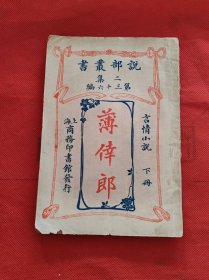 說部叢書
二集
第三十六編
言情小說
下冊
薄倖郎
上海商務印書館發行